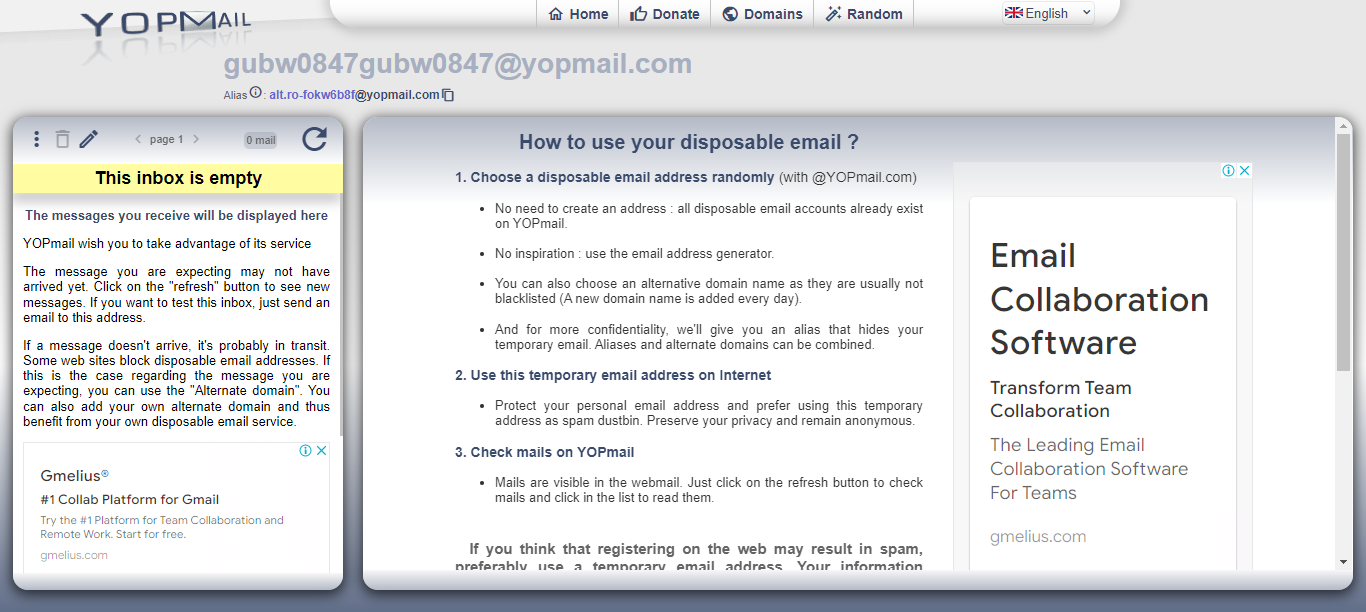 YOPMAIL
Home
Donate
Domains
Random
English
gubw0847gubw0847@yopmail.com
Alias : alt.ro-fokw6b8f@yopmail.com
page 1
0 mail
This inbox is empty
The messages you receive will be displayed here
YOPmail wish you to take advantage of its service
The message you are expecting may not have
arrived yet. Click on the "refresh" button to see new
messages. If you want to test this inbox, just send an
email to this address.
If a message doesn't arrive, it's probably in transit.
Some web sites block disposable email addresses. If
this is the case regarding the message you are
expecting, you can use the "Alternate domain". You
can also add your own alternate domain and thus
benefit from your own disposable email service.
Gmelius®
#1 Collab Platform for Gmail
Try the #1 Platform for Team Collaboration and
Remote Work. Start for free.
gmelius.com
How to use your disposable email ?
1. Choose a disposable email address randomly (with @YOPmail.com)
• No need to create an address : all disposable email accounts already exist
on YOPmail.
• No inspiration : use the email address generator.
• You can also choose an alternative domain name as they are usually not
blacklisted (A new domain name is added every day).
• And for more confidentiality, we'll give you an alias that hides your
temporary email. Aliases and alternate domains can be combined.
2. Use this temporary email address on Internet
• Protect your personal email address and prefer using this temporary
address as spam dustbin. Preserve your privacy and remain anonymous.
3. Check mails on YOPmail
• Mails are visible in the webmail. Just click on the refresh button to check
mails and click in the list to read them.
If you think that registering on the web may result in spam,
preferably use a temporary email address. Your information
Email
Collaboration
Software
Transform Team
Collaboration
The Leading Email
Collaboration Software
For Teams
gmelius.com